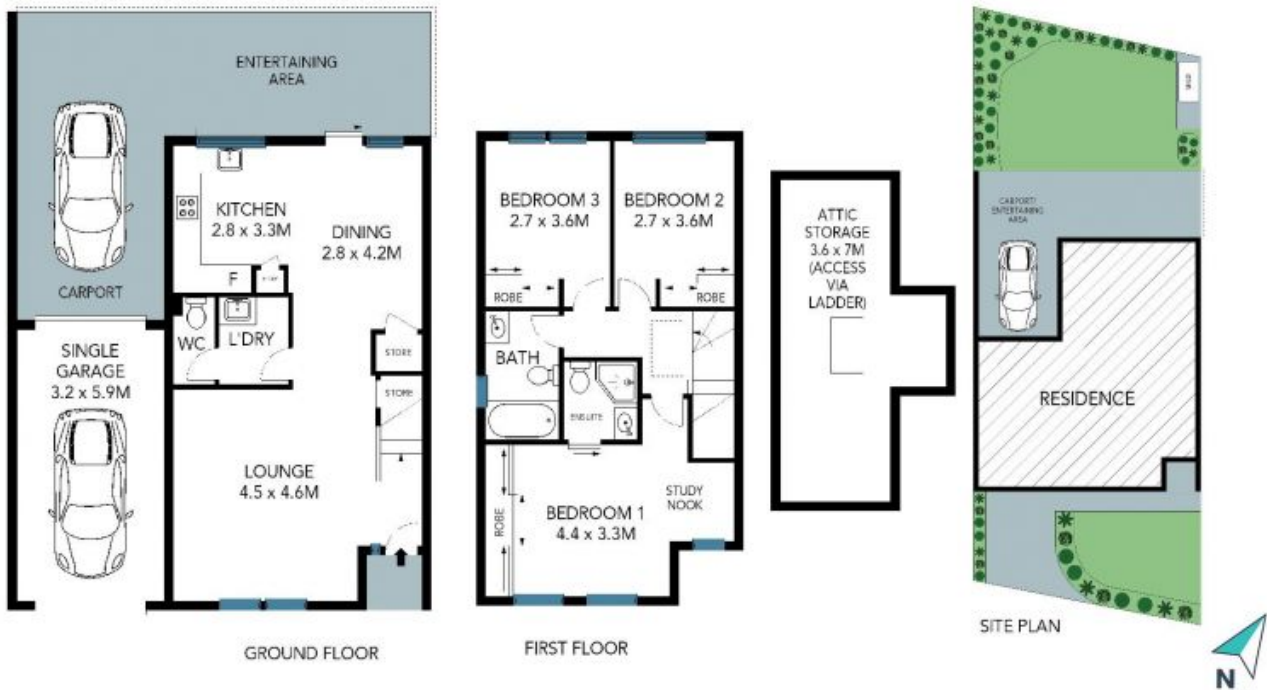 ENTERTAINING
AREA
KITCHEN
2.8 x 3.3M
DINING
2.8 x 4.2M
F
CARPORT
WC
L'DRY
STORE
STORE
SINGLE
GARAGE
3.2 x 5.9M
LOUNGE
4.5 x 4.6M
GROUND FLOOR
BEDROOM 3
2.7 x 3.6M
BEDROOM 2
2.7 x 3.6M
ROBE
ROBE
BATH
ENSUITE
ROBE
BEDROOM 1
4.4 x 3.3M
STUDY
NOOK
FIRST FLOOR
ATTIC
STORAGE
3.6 x 7M
(ACCESS
VIA
LADDER)
CARPORT/
ENTERTAINING
AREA
RESIDENCE
SITE PLAN
N